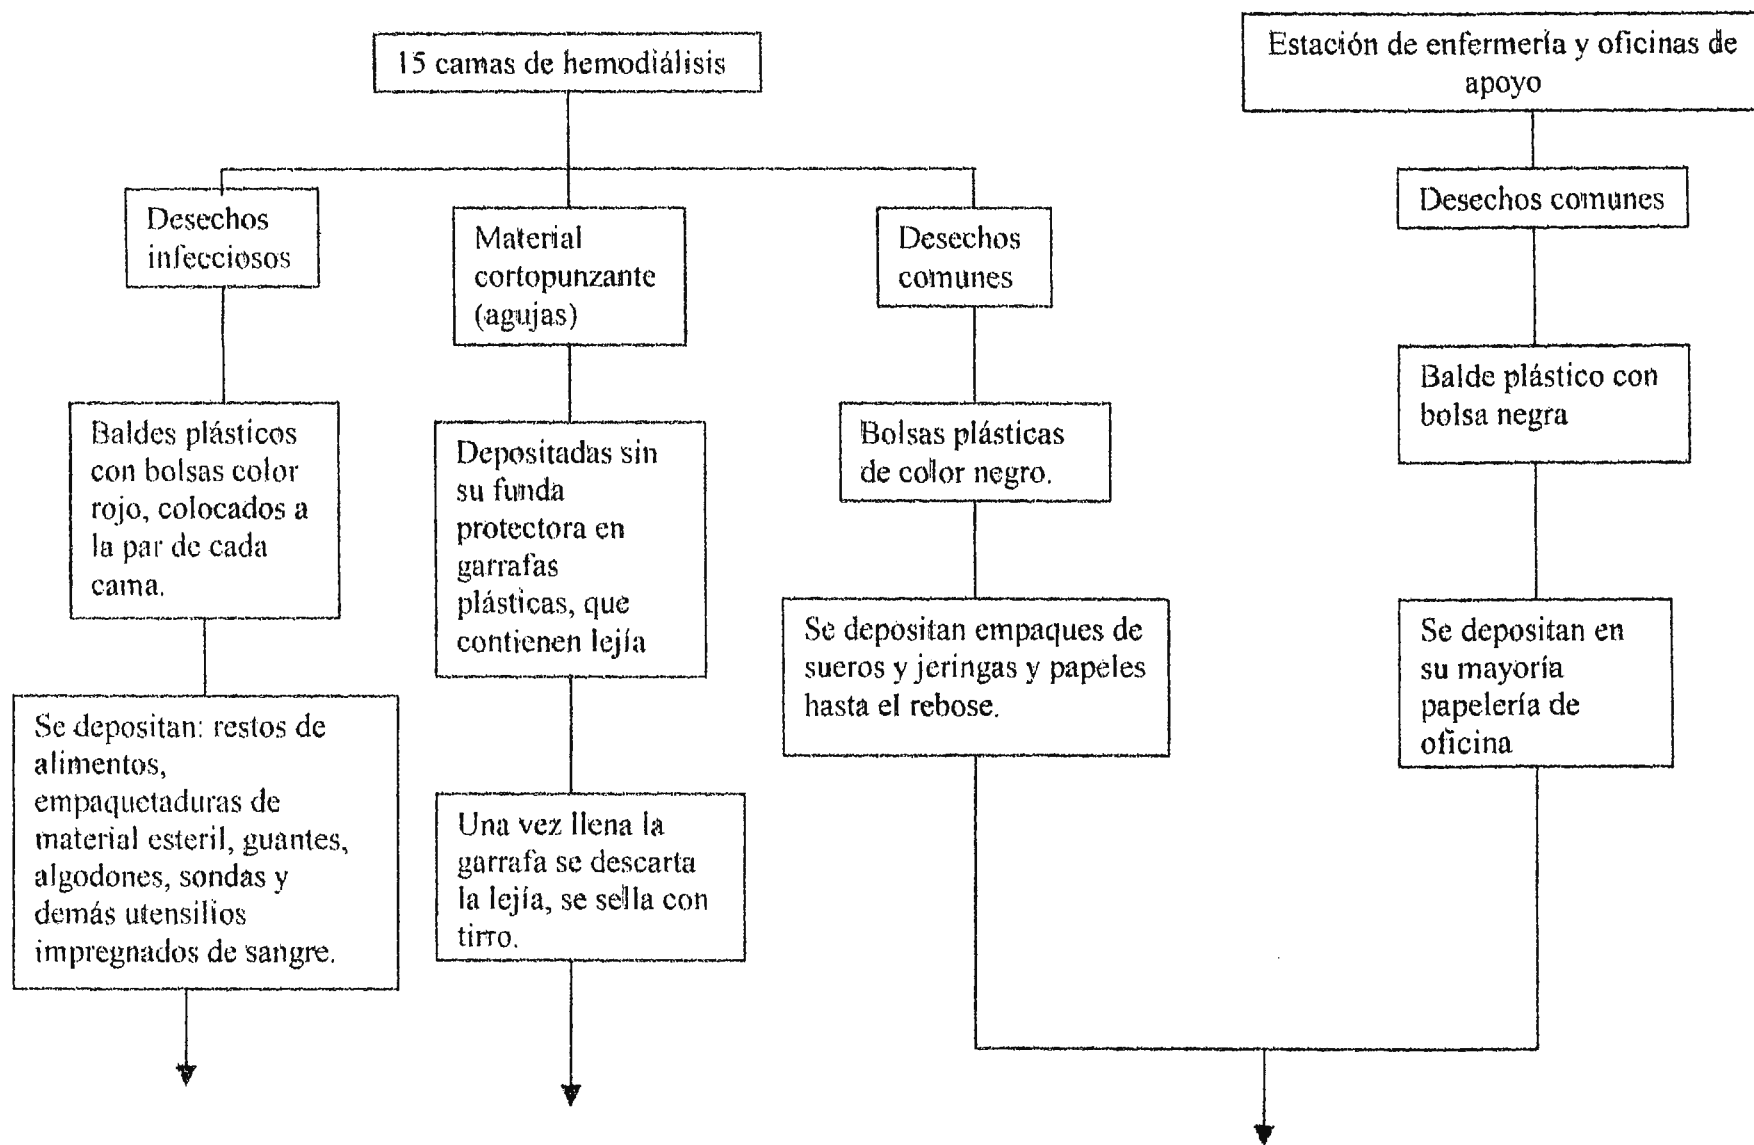 15 camas de hemodiálisis
Estación de enfermería y oficinas de
apoyo
Desechos
infecciosos
Material
cortopunzante
(agujas)
Desechos
comunes
Desechos comunes
Baldes plásticos
con bolsas color
rojo, colocados a
la par de cada
cama.
Depositadas sin
su funda
protectora en
garrafas
plásticas, que
contienen lejía
Bolsas plásticas
de color negro.
Balde plástico con
bolsa negra
Se depositan: restos de
alimentos,
empaquetaduras de
material esteril, guantes,
algodones, sondas y
demás utensilios
impregnados de sangre.
Una vez llena la
garrafa se descarta
la lejía, se sella con
tirro.
Se depositan empaques de
sueros y jeringas y papeles
hasta el rebose.
Se depositan en
su mayoría
papelería de
oficina